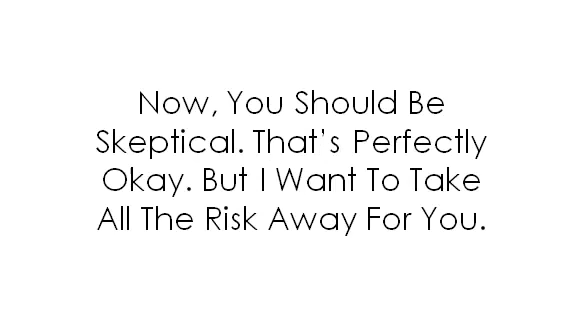 Now, You Should Be
Skeptical. That's Perfectly
Okay. But I Want To Take
All The Risk Away For You.